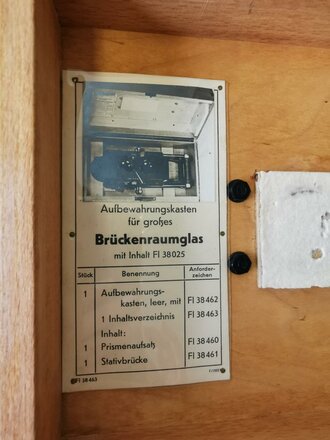 Aufbewahrungskasten
für großes
Brückenraumglas
mit Inhalt Fl 38025
Stück Benennung Anforder-
zeichen
1 Aufbewahrungs-
kasten, leer, mit Fl 38462
1 Inhaltsverzeichnis Fl 38463
Inhalt:
1 Prismenaufsatz Fl 38460
1 Stativbrücke Fl 38461
Fl 38463